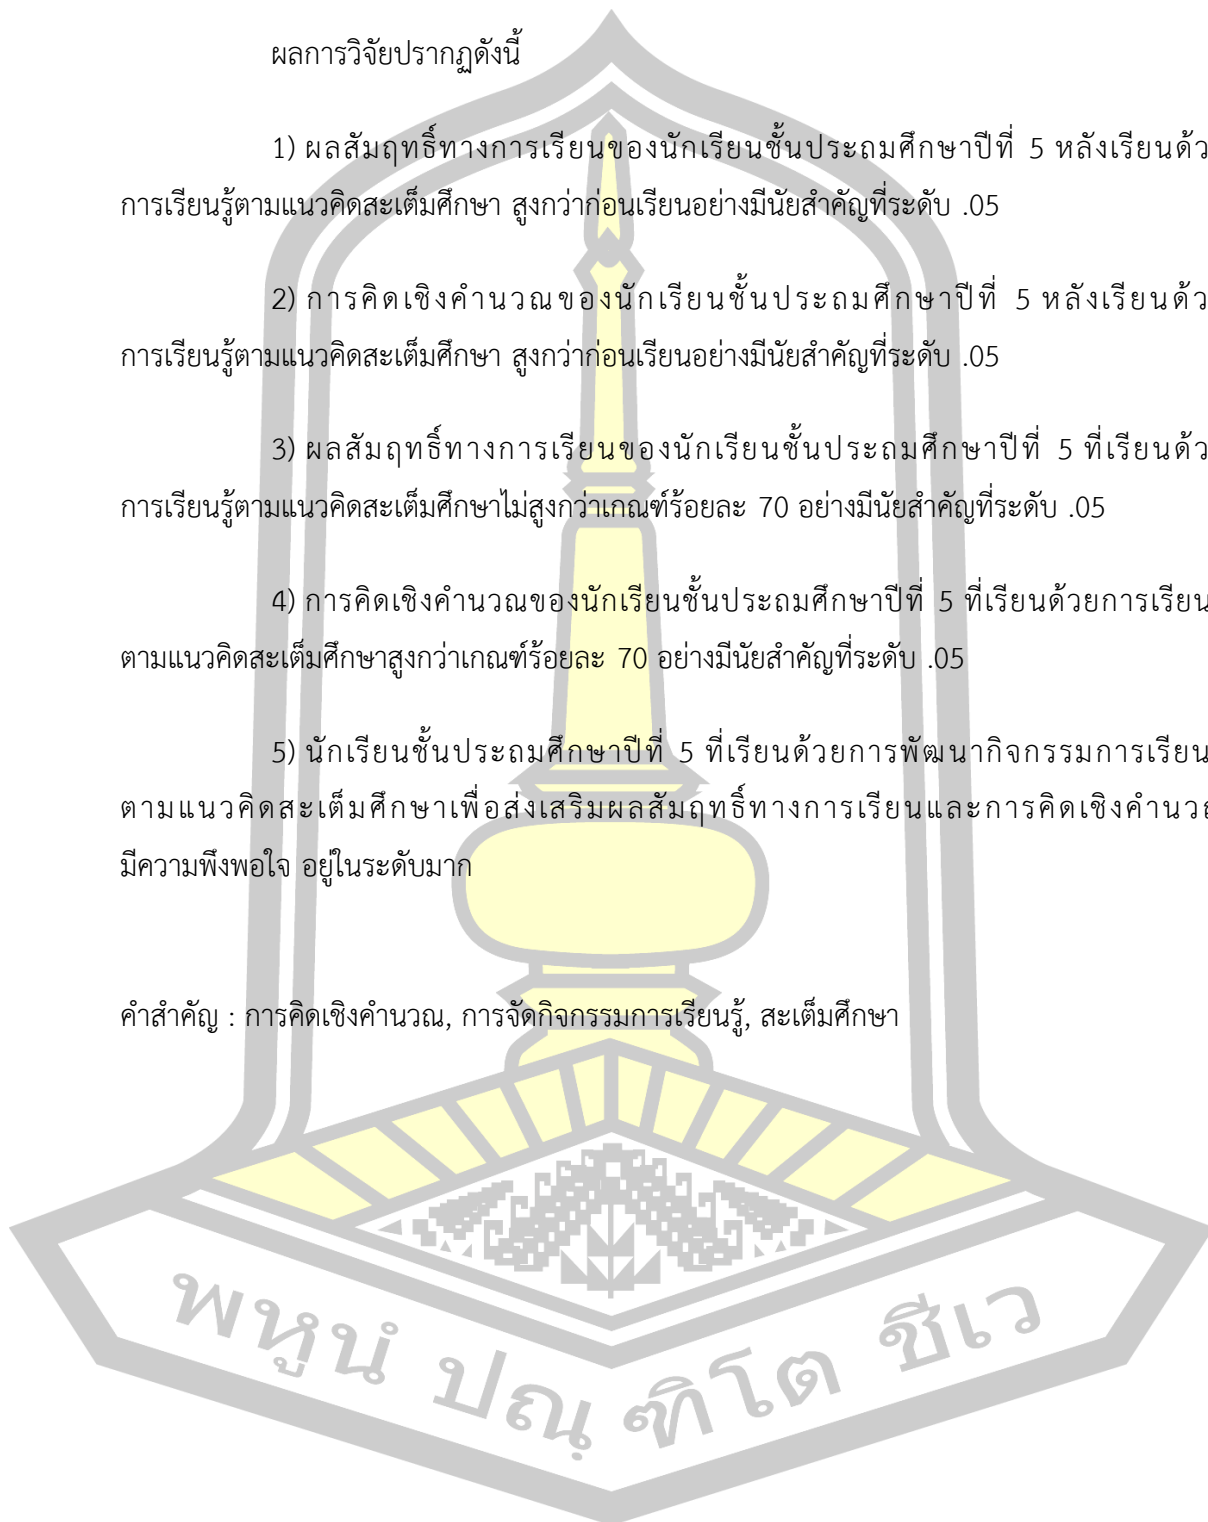 ผลการวิจัยปรากฏดังนี้
1) ผลสัมฤทธิ์ทางการเรียนของนักเรียนชั้นประถมศึกษาปีที่ 5 หลังเรียนด้ว
การเรียนรู้ตามแนวคิดสะเต็มศึกษา สูงกว่าก่อนเรียนอย่างมีนัยสำคัญที่ระดับ .05
2) การคิดเชิงคำนวณของนักเรียนชั้นประถมศึกษาปีที่ 5 หลังเรียนด้ว
การเรียนรู้ตามแนวคิดสะเต็มศึกษา สูงกว่าก่อนเรียนอย่างมีนัยสำคัญที่ระดับ .05
3) ผลสัมฤทธิ์ทางการเรียนของนักเรียนชั้นประถมศึกษาปีที่ 5 ที่เรียนด้ว
การเรียนรู้ตามแนวคิดสะเต็มศึกษาไม่สูงกว่าเกณฑ์ร้อยละ 70 อย่างมีนัยสำคัญที่ระดับ .05
4) การคิดเชิงคำนวณของนักเรียนชั้นประถมศึกษาปีที่ 5 ที่เรียนด้วยการเรียน
ตามแนวคิดสะเต็มศึกษาสูงกว่าเกณฑ์ร้อยละ 70 อย่างมีนัยสำคัญที่ระดับ .05
5) นักเรียนชั้นประถมศึกษาปีที่ 5 ที่เรียนด้วยการพัฒนากิจกรรมการเรียน
ตามแนวคิดสะเต็มศึกษาเพื่อส่งเสริมผลสัมฤทธิ์ทางการเรียนและการคิดเชิงคำนวณ
มีความพึงพอใจ อยู่ในระดับมาก
คำสำคัญ : การคิดเชิงคำนวณ, การจัดกิจกรรมการเรียนรู้, สะเต็มศึกษา
พหูนํ ปณฺฑิโต ชีเว